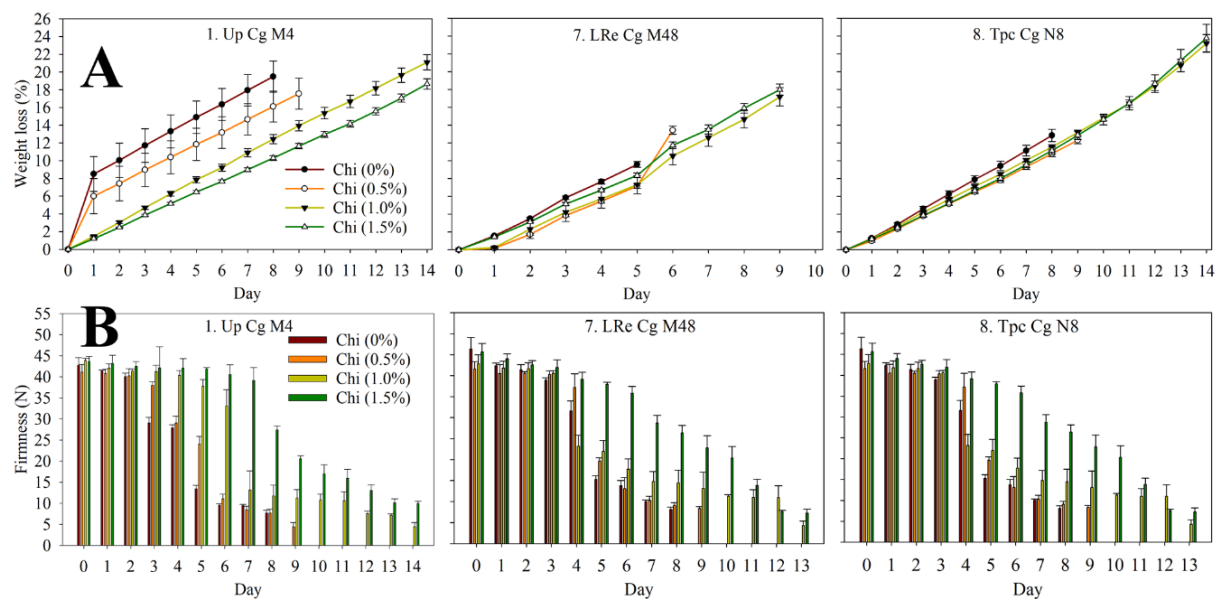 A
1. Up Cg M4
7. LRe Cg M48
8. Tpc Cg N8
Weight loss (%)
26
24
22
20
18
16
14
12
10
8
6
4
2
0
Chi (0%)
Chi (0.5%)
Chi (1.0%)
Chi (1.5%)
0 1 2 3 4 5 6 7 8 9 10 11 12 13 14
0 1 2 3 4 5 6 7 8 9 10
0 1 2 3 4 5 6 7 8 9 10 11 12 13 14
Day
Day
Day
B
1. Up Cg M4
7. LRe Cg M48
8. Tpc Cg N8
Firmness (N)
55
50
45
40
35
30
25
20
15
10
5
0
Chi (0%)
Chi (0.5%)
Chi (1.0%)
Chi (1.5%)
0 1 2 3 4 5 6 7 8 9 10 11 12 13 14
0 1 2 3 4 5 6 7 8 9 10 11 12 13
0 1 2 3 4 5 6 7 8 9 10 11 12 13
Day
Day
Day